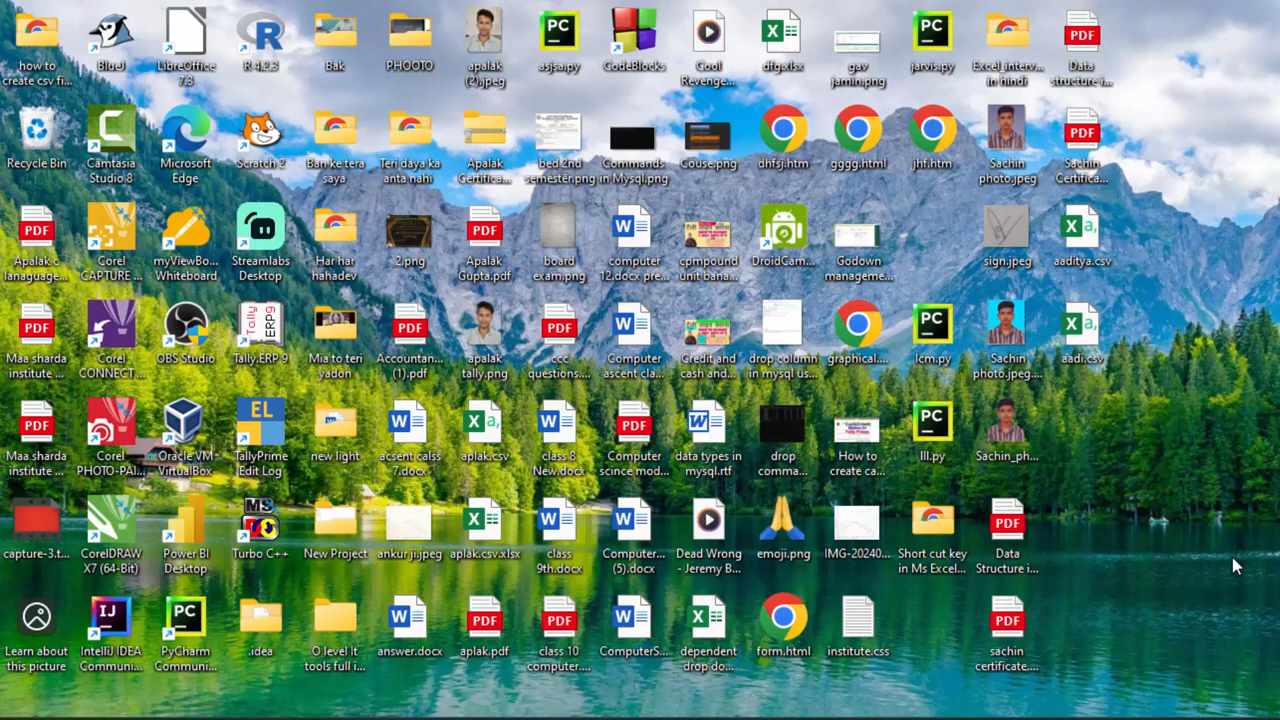 how to
create csv fi...
BlueJ
LibreOffice
7.3
R 4.2.3
Bak
PHOOTO
apalak
(2).jpeg
asjsa.py
CodeBlocks
Cool
Revenge...
dfg.xlsx
gav
jamin.png
jarvis.py
Excel interv...
in hindi
Data
structure i...
Recycle Bin
Camtasia
Studio 8
Microsoft
Edge
Scratch 2
Ban ke tera
saya
Teri daya ka
anta nahi
Apalak
Certifica...
bed 2nd
semester.png
Commands
in Mysql.png
Couse.png
dhfsj.htm
gggg.html
jhf.htm
Sachin
photo.jpeg
Sachin
Certifica...
Apalak c
lanaguage...
Corel
CAPTURE ...
myViewBo...
Whiteboard
Streamlabs
Desktop
Har har
hahadev
2.png
Apalak
Gupta.pdf
board
exam.png
computer
12.docx pre...
cpmpound
unit bana...
DroidCam...
Godown
manageme...
sign.jpeg
aaditya.csv
Maa sharda
institute ...
Corel
CONNECT ...
OBS Studio
Tally.ERP 9
Mia to teri
yadon
Accountan...
(1).pdf
apalak
tally.png
ccc
questions....
Computer
ascent cla...
Credit and
cash and...
drop column
in mysql us...
graphical....
lcm.py
Sachin
photo.jpeg....
aadi.csv
Maa sharda
institute ...
Corel
PHOTO-PAI...
Oracle VM
VirtualBox
TallyPrime
Edit Log
new light
acsent calss
7.docx
aplak.csv
class 8
New.docx
Computer
scince mod...
data types in
mysql.rtf
drop
comma...
How to
create ca...
lll.py
Sachin_ph...
capture-3.t...
CorelDRAW
X7 (64-Bit)
Power BI
Desktop
Turbo C++
New Project
ankur ji.jpeg
aplak.csv.xlsx
class
9th.docx
Computer...
(5).docx
Dead Wrong
- Jeremy B...
emoji.png
IMG-20240...
Short cut key
in Ms Excel...
Data
Structure i...
Learn about
this picture
IntelliJ IDEA
Communi...
PyCharm
Communi...
.idea
O level It
tools full i...
answer.docx
aplak.pdf
class 10
computer....
ComputerS...
dependent
drop do...
form.html
institute.css
sachin
certificate....